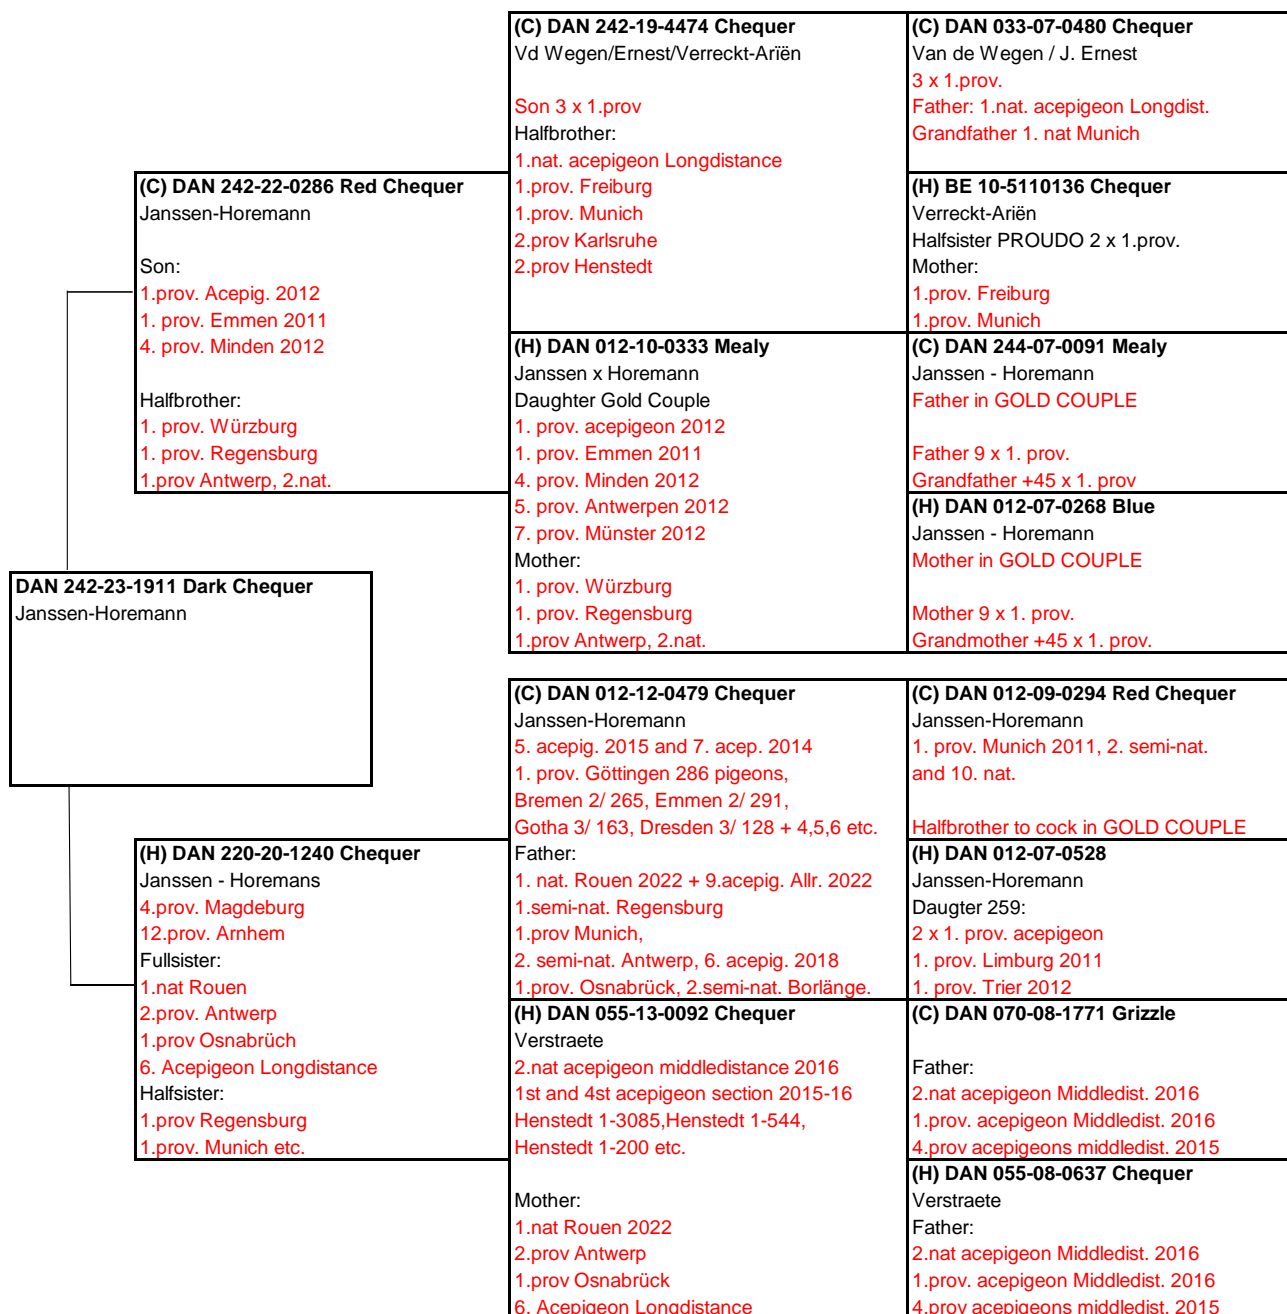 DAN 242-23-1911 Dark Chequer
Janssen-Horemann
(C) DAN 242-22-0286 Red Chequer
Janssen-Horemann
Son:
1.prov. Acepig. 2012
1. prov. Emmen 2011
4. prov. Minden 2012
Halfbrother:
1. prov. Würzburg
1. prov. Regensburg
1.prov Antwerp, 2.nat.
(H) DAN 220-20-1240 Chequer
Janssen - Horemans
4.prov. Magdeburg
12.prov. Arnhem
Fullsister:
1.nat Rouen
2.prov. Antwerp
1.prov Osnabrüch
6. Acepigeon Longdistance
Halfsister:
1.prov Regensburg
1.prov. Munich etc.
(C) DAN 242-19-4474 Chequer
Vd Wegen/Ernest/Verreckt-Arïën
Son 3 x 1.prov
Halfbrother:
1.nat. acepigeon Longdistance
1.prov. Freiburg
1.prov. Munich
2.prov Karlsruhe
2.prov Henstedt
(H) DAN 012-10-0333 Mealy
Janssen x Horemann
Daughter Gold Couple
1. prov. acepigeon 2012
1. prov. Emmen 2011
4. prov. Minden 2012
5. prov. Antwerpen 2012
7. prov. Münster 2012
Mother:
1. prov. Würzburg
1. prov. Regensburg
1.prov Antwerp, 2.nat.
(C) DAN 012-12-0479 Chequer
Janssen-Horemann
5. acepig. 2015 and 7. acep. 2014
1. prov. Göttingen 286 pigeons,
Bremen 2/ 265, Emmen 2/ 291,
Gotha 3/ 163, Dresden 3/ 128 + 4,5,6 etc.
Father:
1. nat. Rouen 2022 + 9.acepig. Allr. 2022
1.semi-nat. Regensburg
1.prov Munich,
2. semi-nat. Antwerp, 6. acepig. 2018
1.prov. Osnabrück, 2.semi-nat. Borlänge.
(H) DAN 055-13-0092 Chequer
Verstraete
2.nat acepigeon middledistance 2016
1st and 4st acepigeon section 2015-16
Henstedt 1-3085,Henstedt 1-544,
Henstedt 1-200 etc.
Mother:
1.nat Rouen 2022
2.prov Antwerp
1.prov Osnabrück
6. Acepigeon Longdistance
(C) DAN 033-07-0480 Chequer
Van de Wegen / J. Ernest
3 x 1.prov.
Father: 1.nat. acepigeon Longdist.
Grandfather 1. nat Munich
(H) BE 10-5110136 Chequer
Verreckt-Ariën
Halfsister PROUDO 2 x 1.prov.
Mother:
1.prov. Freiburg
1.prov. Munich
(C) DAN 244-07-0091 Mealy
Janssen - Horemann
Father in GOLD COUPLE
Father 9 x 1. prov.
Grandfather +45 x 1. prov
(H) DAN 012-07-0268 Blue
Janssen - Horemann
Mother in GOLD COUPLE
Mother 9 x 1. prov.
Grandmother +45 x 1. prov.
(C) DAN 012-09-0294 Red Chequer
Janssen-Horemann
1. prov. Munich 2011, 2. semi-nat.
and 10. nat.
Halfbrother to cock in GOLD COUPLE
(H) DAN 012-07-0528
Janssen-Horemann
Daugter 259:
2 x 1. prov. acepigeon
1. prov. Limburg 2011
1. prov. Trier 2012
(C) DAN 070-08-1771 Grizzle
Father:
2.nat acepigeon Middledist. 2016
1.prov. acepigeon Middledist. 2016
4.prov acepigeons middledist. 2015
(H) DAN 055-08-0637 Chequer
Verstraete
Father:
2.nat acepigeon Middledist. 2016
1.prov. acepigeon Middledist. 2016
4.prov acepigeons middledist. 2015